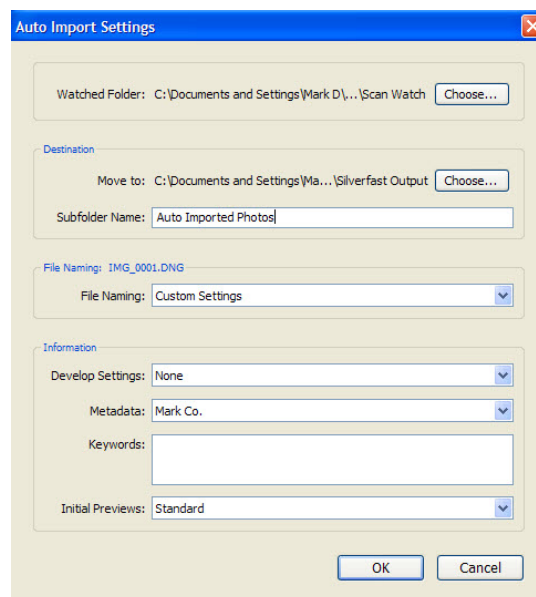 Auto Import Settings
Watched Folder: C:\Documents and Settings\Mark D\...\Scan Watch Choose...
Destination
Move to: C:\Documents and Settings\Ma...\Silverfast Output Choose...
Subfolder Name: Auto Imported Photos
File Naming: IMG_0001.DNG
File Naming: Custom Settings
Information
Develop Settings: None
Metadata: Mark Co.
Keywords:
Initial Previews: Standard
OK Cancel